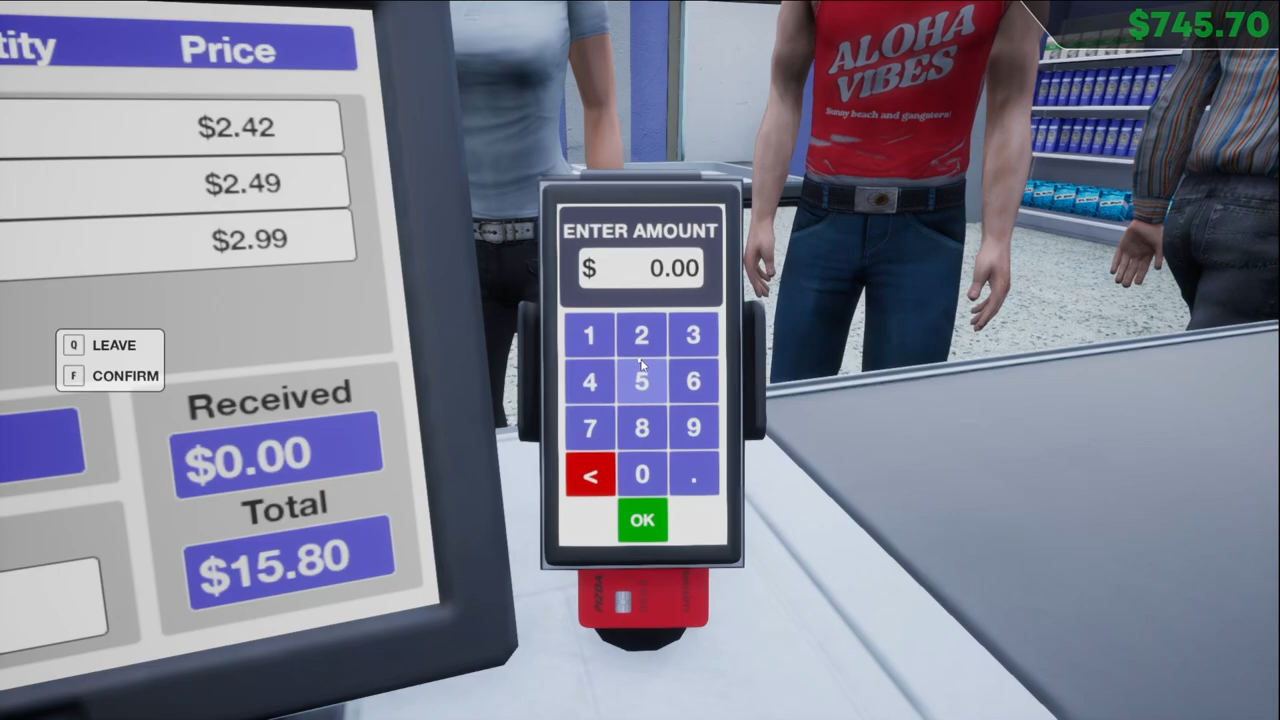 $745.70
tity Price
$2.42
$2.49
$2.99
Q LEAVE
F CONFIRM
Received
$0.00
Total
$15.80
ENTER AMOUNT
$ 0.00
1 2 3
4 5 6
7 8 9
< 0 .
OK
ALOHA
VIBES
Sunny beach and gangsters!